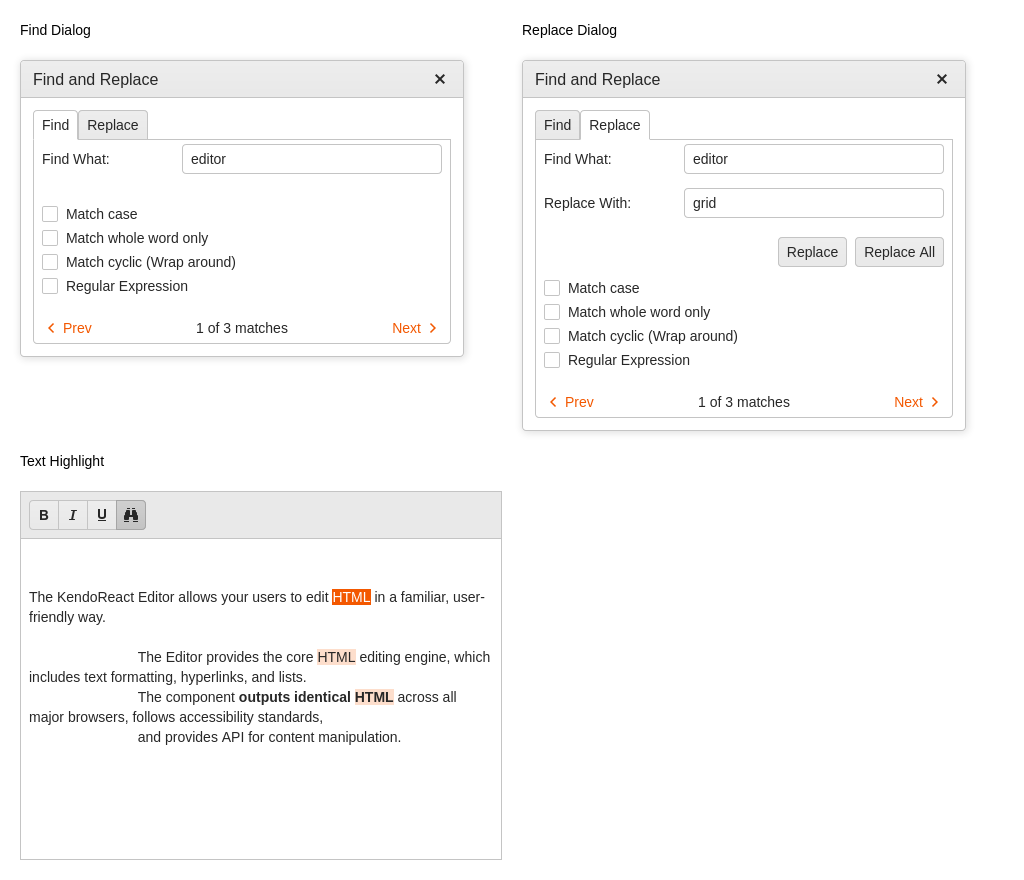 Find Dialog
Find and Replace ✕
Find Replace
Find What: editor
Match case
Match whole word only
Match cyclic (Wrap around)
Regular Expression
Prev 1 of 3 matches Next
Replace Dialog
Find and Replace ✕
Find Replace
Find What: editor
Replace With: grid
Replace Replace All
Match case
Match whole word only
Match cyclic (Wrap around)
Regular Expression
Prev 1 of 3 matches Next
Text Highlight
B I U
The KendoReact Editor allows your users to edit HTML in a familiar, user-
friendly way.
The Editor provides the core HTML editing engine, which
includes text formatting, hyperlinks, and lists.
The component outputs identical HTML across all
major browsers, follows accessibility standards,
and provides API for content manipulation.